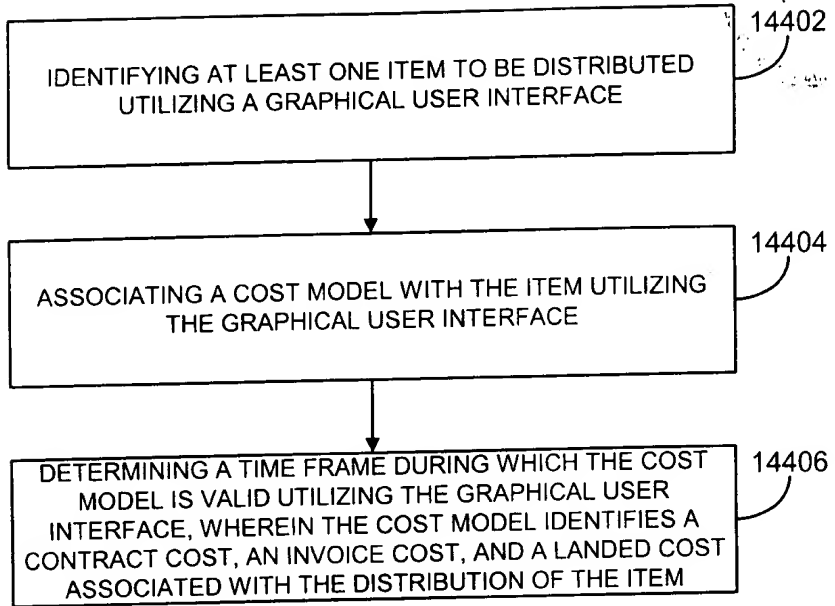 14402
IDENTIFYING AT LEAST ONE ITEM TO BE DISTRIBUTED
UTILIZING A GRAPHICAL USER INTERFACE
14404
ASSOCIATING A COST MODEL WITH THE ITEM UTILIZING
THE GRAPHICAL USER INTERFACE
14406
DETERMINING A TIME FRAME DURING WHICH THE COST
MODEL IS VALID UTILIZING THE GRAPHICAL USER
INTERFACE, WHEREIN THE COST MODEL IDENTIFIES A
CONTRACT COST, AN INVOICE COST, AND A LANDED COST
ASSOCIATED WITH THE DISTRIBUTION OF THE ITEM